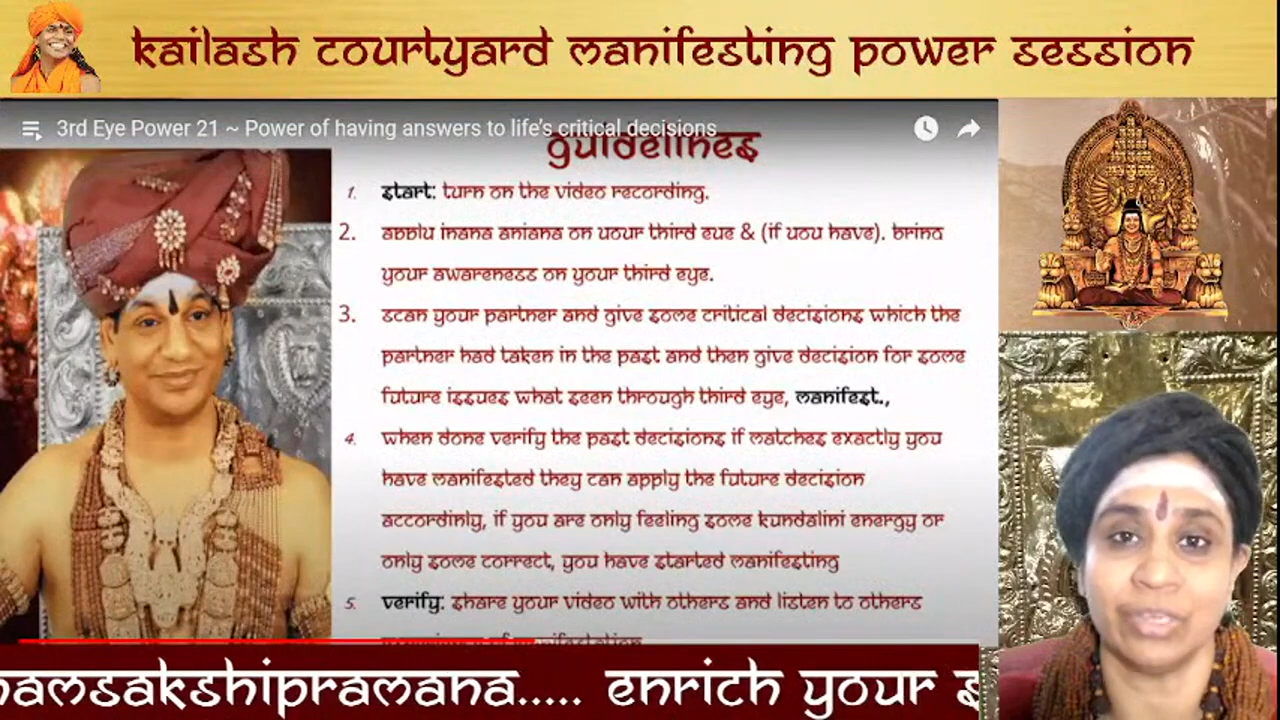 kailash courtyard manifesting power session
3rd Eye Power 21 ~ Power of having answers to life's critical decisions
guidelines
1. start: turn on the video recording.
2. apply jnana anjana on your third eye & (if you have). bring
your awareness on your third eye.
3. scan your partner and give some critical decisions which the
partner had taken in the past and then give decision for some
future issues what seen through third eye, manifest.,
4. when done verify the past decisions if matches exactly you
have manifested they can apply the future decision
accordinly, if you are only feeling some kundalini energy or
only some correct, you have started manifesting
5. verify: share your video with others and listen to others
namsakshipramana..... enrich your